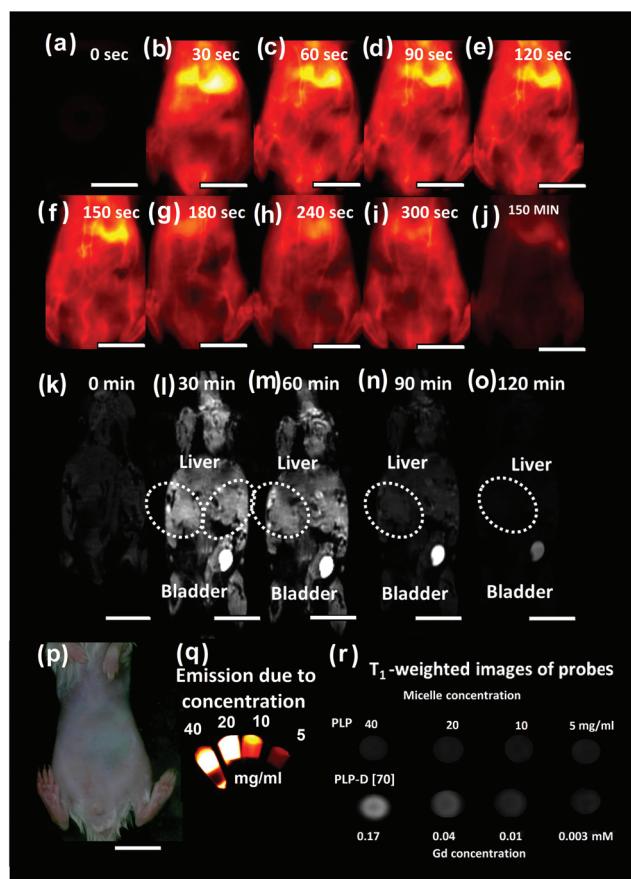 (a) 0 sec (b) 30 sec (c) 60 sec (d) 90 sec (e) 120 sec
(f) 150 sec (g) 180 sec (h) 240 sec (i) 300 sec (j) 150 MIN
(k) 0 min (l) 30 min (m) 60 min (n) 90 min (o) 120 min
Liver Liver Liver Liver
Bladder Bladder Bladder Bladder
(p) (q) (r)
Emission due to
concentration
40 20 10 5
mg/ml
T1-weighted images of probes
Micelle concentration
PLP 40 20 10 5 mg/ml
PLP-D [70]
0.17 0.04 0.01 0.003 mM
Gd concentration